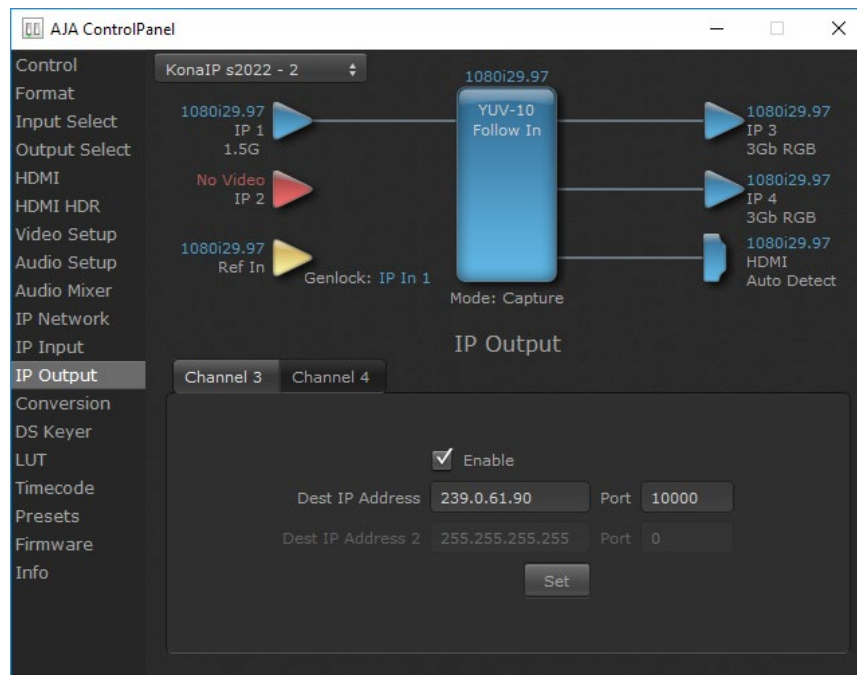 AJA ControlPanel
Control
Format
Input Select
Output Select
HDMI
HDMI HDR
Video Setup
Audio Setup
Audio Mixer
IP Network
IP Input
IP Output
Conversion
DS Keyer
LUT
Timecode
Presets
Firmware
Info
KonaIP s2022 - 2
1080i29.97
IP 1
1.5G
No Video
IP 2
1080i29.97
Ref In
Genlock: IP In 1
1080i29.97
YUV-10
Follow In
Mode: Capture
1080i29.97
IP 3
3Gb RGB
1080i29.97
IP 4
3Gb RGB
1080i29.97
HDMI
Auto Detect
IP Output
Channel 3 Channel 4
Enable
Dest IP Address 239.0.61.90 Port 10000
Dest IP Address 2 255.255.255.255 Port 0
Set